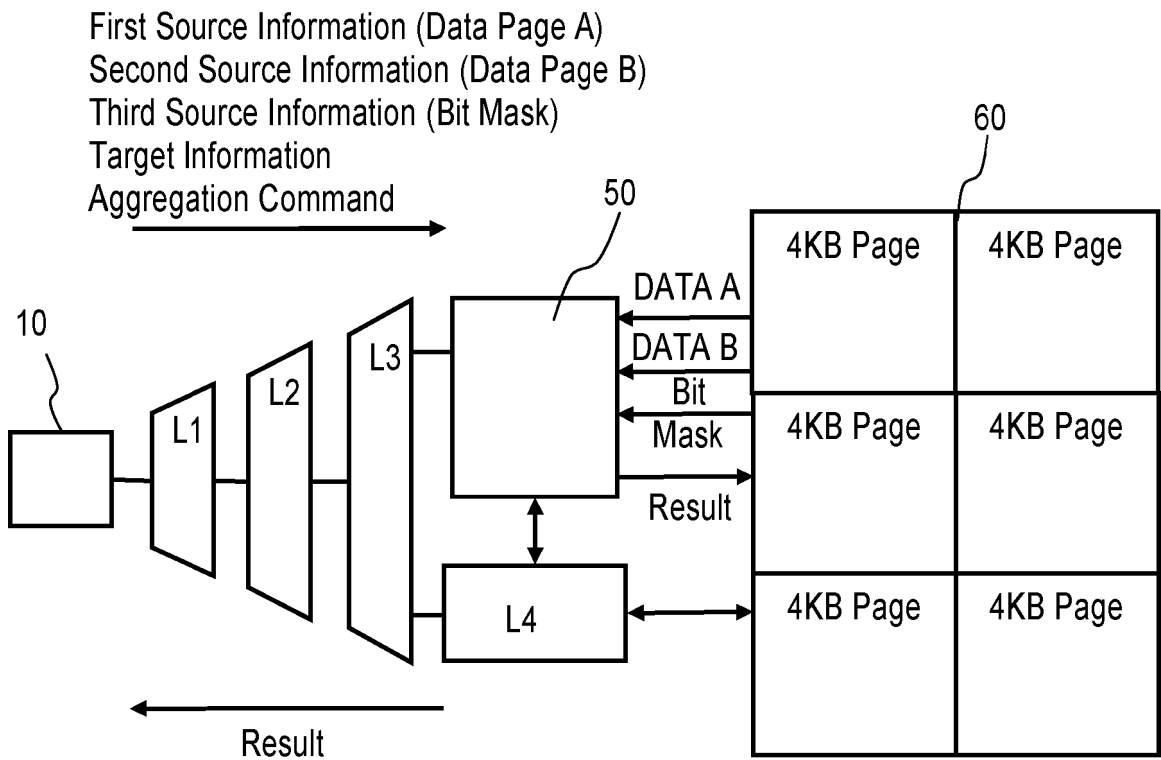 First Source Information (Data Page A)
Second Source Information (Data Page B)
Third Source Information (Bit Mask)
Target Information
Aggregation Command
60
50
4KB Page
4KB Page
DATA A
10
DATA B
L3
L2
Bit
L1
Mask
4KB Page
4KB Page
Result
4KB Page
4KB Page
L4
Result